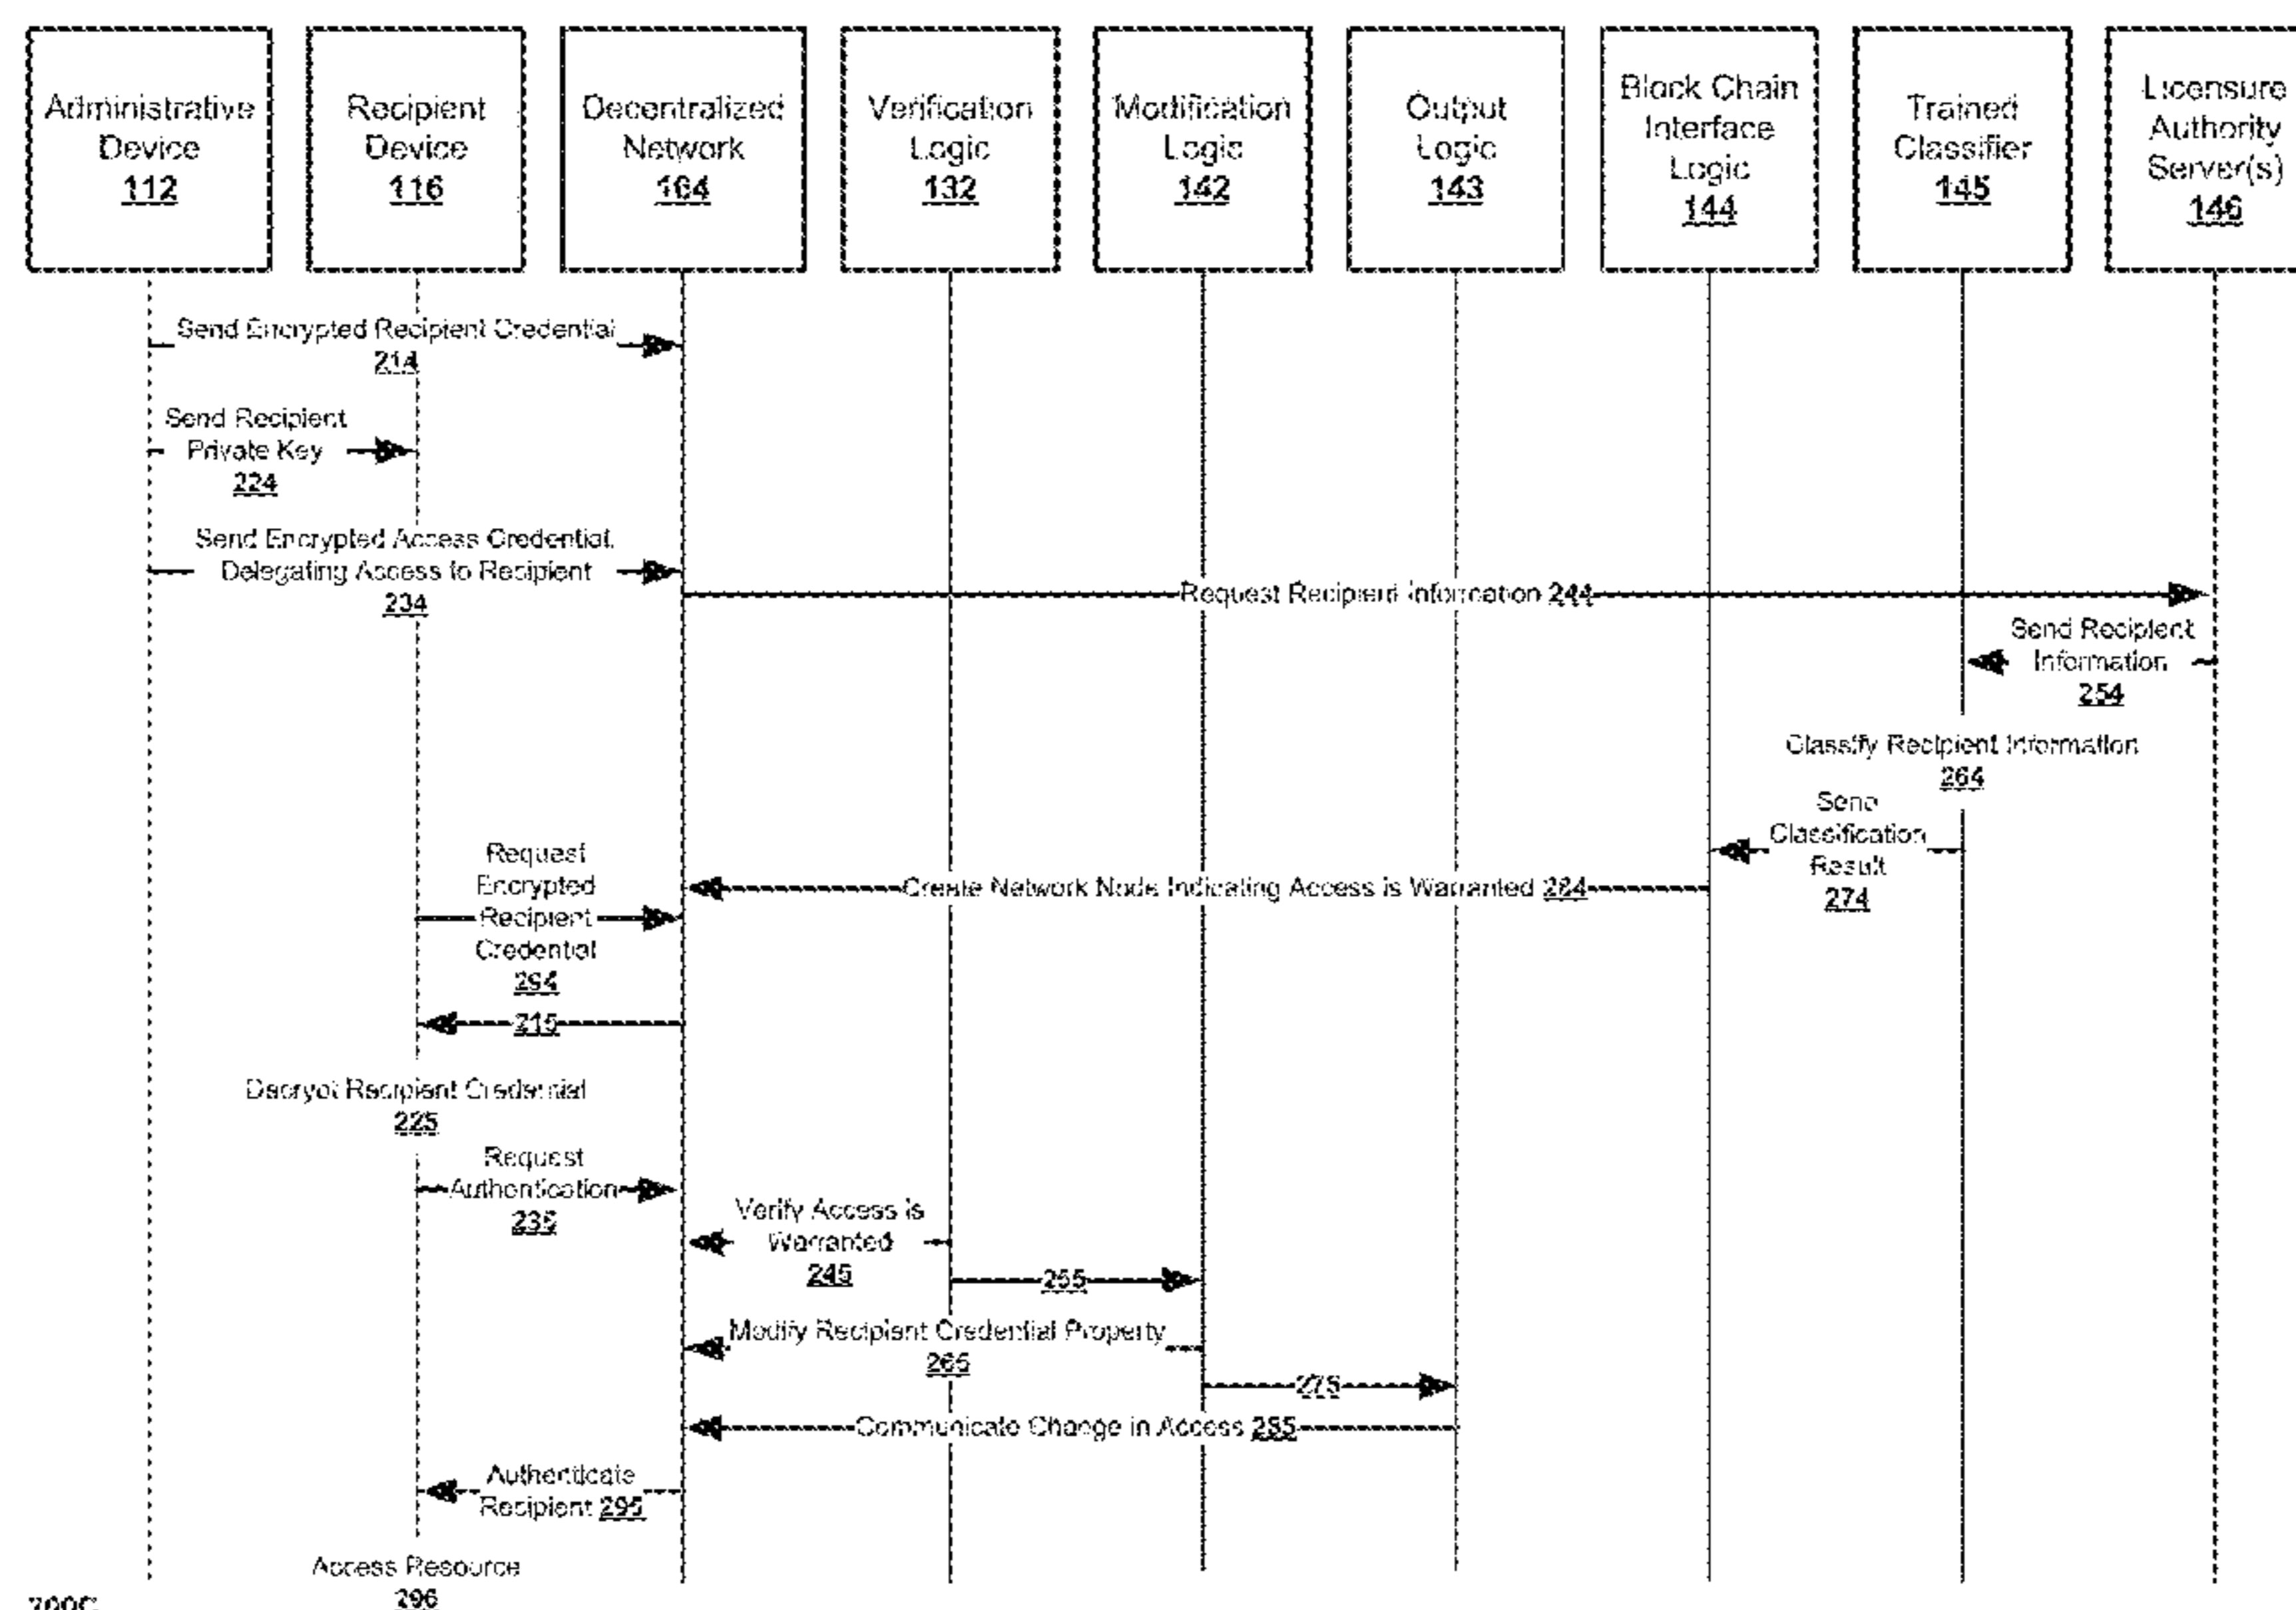 Administrative
Device
112
Recipient
Device
116
Decentralized
Network
104
Verification
Logic
132
Modification
Logic
142
Output
Logic
143
Block Chain
Interface
Logic
144
Trained
Classifier
145
Licensure
Authority
Server(s)
146
Send Encrypted Recipient Credential
214
Send Recipient
Private Key
224
Send Encrypted Access Credential
Delegating Access to Recipient
234
Request Recipient Information 244
Send Recipient
Information
254
Classify Recipient Information
264
Send
Classification
Result
274
Create Network Node Indicating Access is Warranted 284
Request
Encrypted
Recipient
Credential
294
215
Decrypt Recipient Credential
225
Request
Authentication
235
Verify Access is
Warranted
245
255
Modify Recipient Credential Property
265
275
Communicate Change in Access 285
Authenticate
Recipient 295
Access Resource
296